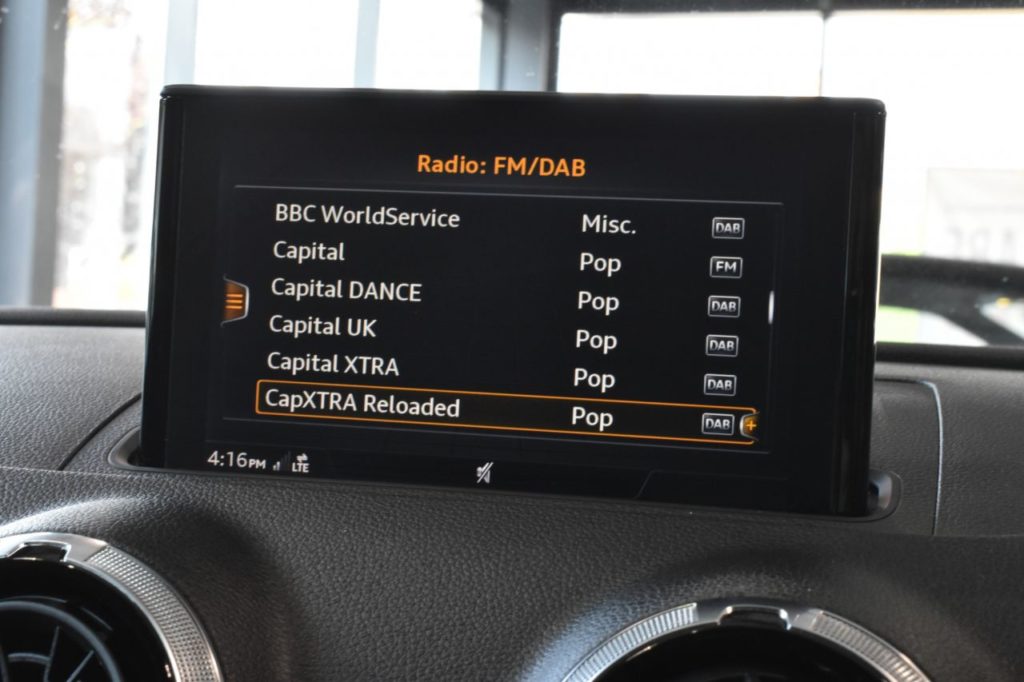 Radio: FM/DAB
BBC WorldService Misc. DAB
Capital Pop FM
Capital DANCE Pop DAB
Capital UK Pop DAB
Capital XTRA Pop DAB
CapXTRA Reloaded Pop DAB +
4:16PM LTE